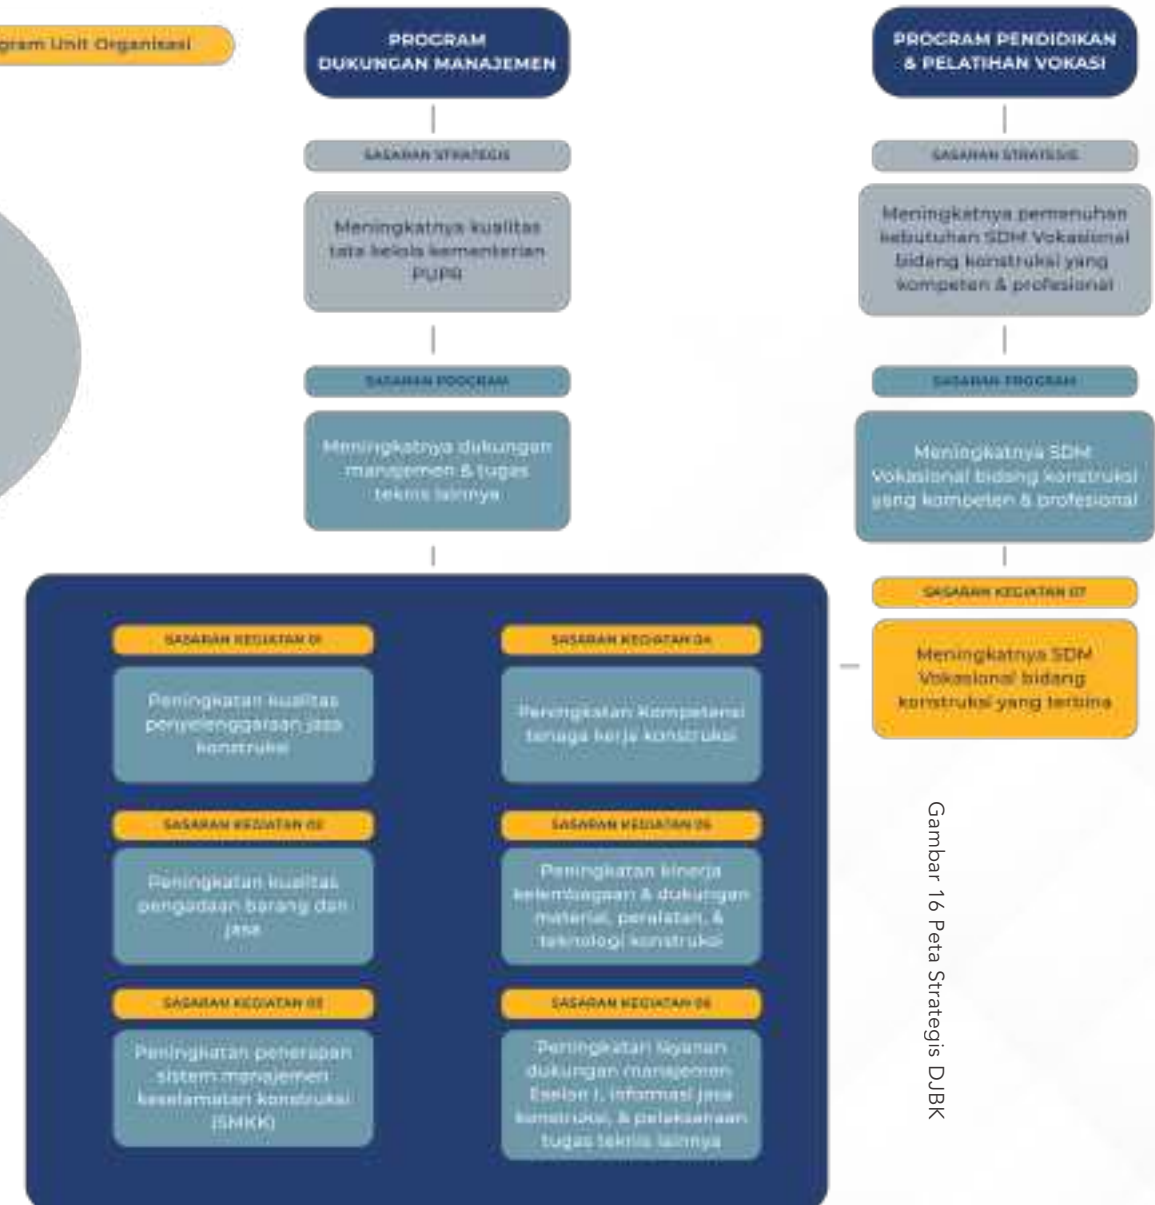 gram Unit Organisasi
PROGRAM
DUKUNGAN MANAJEMEN
SASARAN STRATEGIS
Meningkatnya kualitas
tata kelola kementerian
PUPR
SASARAN PROGRAM
Meningkatnya dukungan
manajemen & tugas
teknis lainnya
PROGRAM PENDIDIKAN
& PELATIHAN VOKASI
SASARAN STRATEGIS
Meningkatnya pemenuhan
kebutuhan SDM Vokasional
bidang konstruksi yang
kompeten & profesional
SASARAN PROGRAM
Meningkatnya SDM
Vokasional bidang konstruksi
yang kompeten & profesional
SASARAN KEGIATAN 07
Meningkatnya SDM
Vokasional bidang
konstruksi yang terbina
SASARAN KEGIATAN 01
Peningkatan kualitas
penyelenggaraan jasa
konstruksi
SASARAN KEGIATAN 02
Peningkatan kualitas
pengadaan barang dan
jasa
SASARAN KEGIATAN 03
Peningkatan penerapan
sistem manajemen
keselamatan konstruksi
(SMKK)
SASARAN KEGIATAN 04
Peningkatan Kompetensi
tenaga kerja konstruksi
SASARAN KEGIATAN 05
Peningkatan kinerja
kelembagaan & dukungan
material, peralatan, &
teknologi konstruksi
SASARAN KEGIATAN 06
Peningkatan layanan
dukungan manajemen
Eselon I, informasi jasa
konstruksi, & pelaksanaan
tugas teknis lainnya
Gambar 16 Peta Strategis DJBK